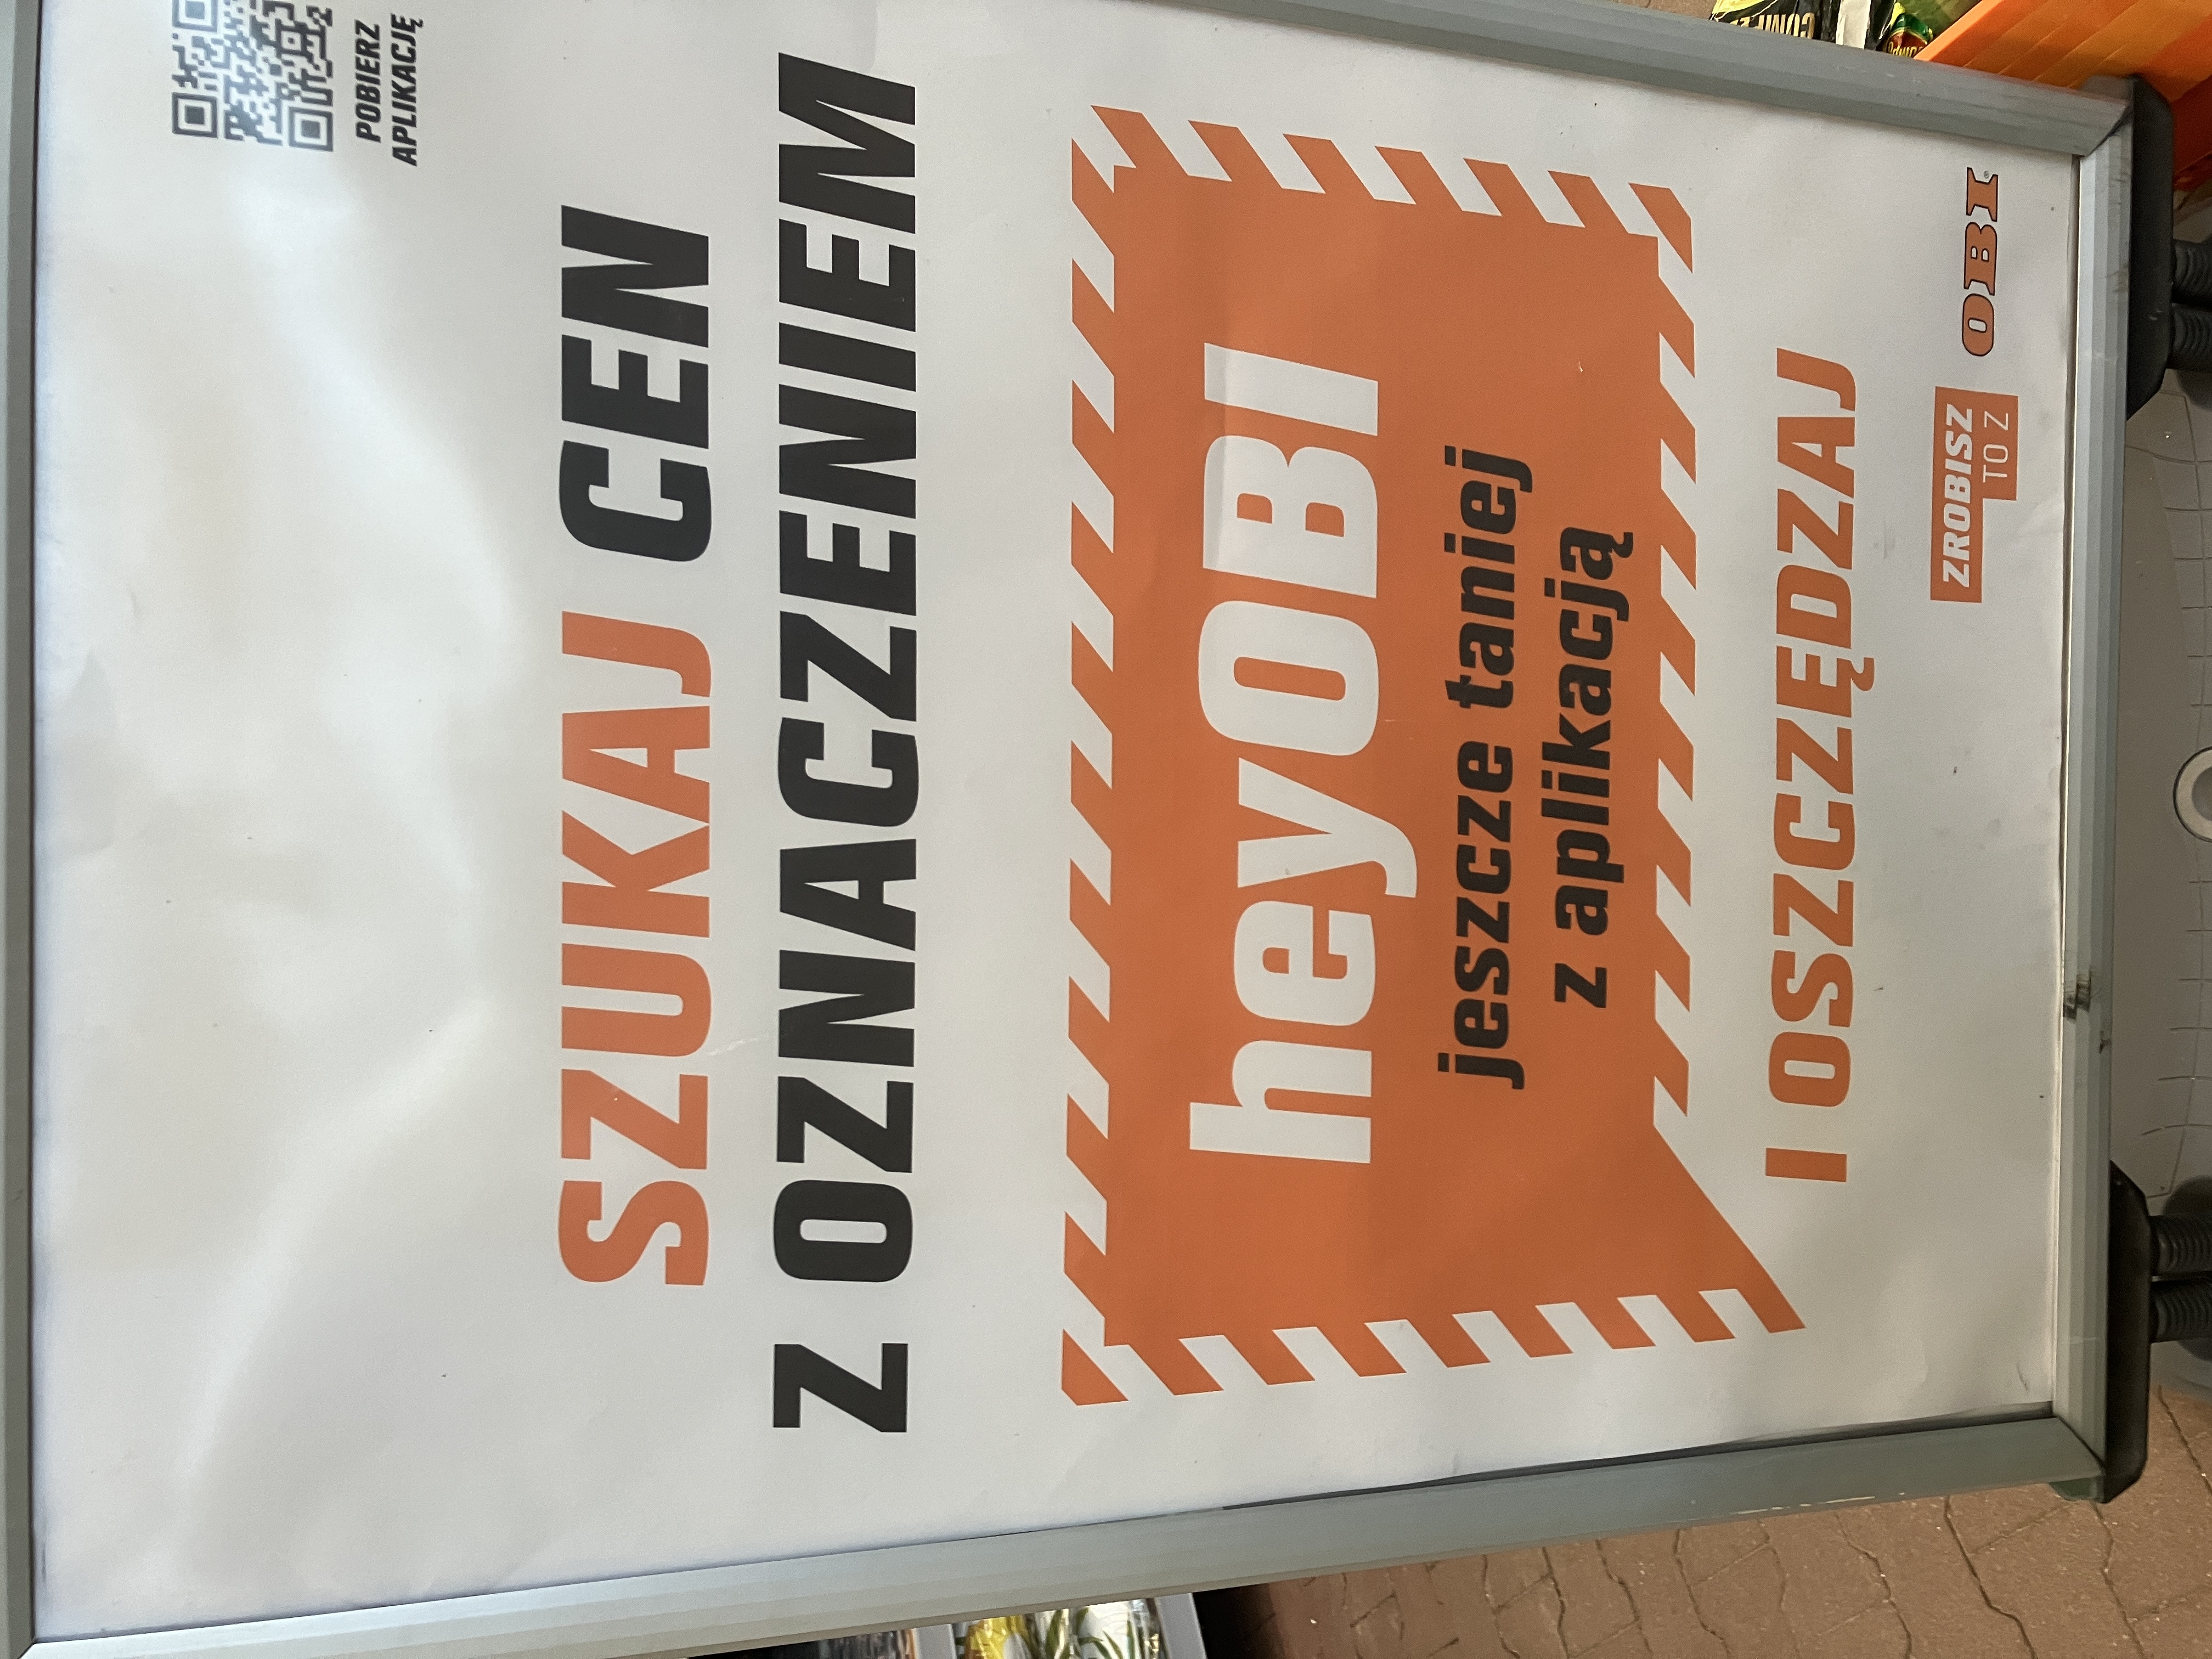 POBIERZ
APLIKACJĘ
SZUKAJ CEN
Z OZNACZENIEM
heyOBI
jeszcze taniej
z aplikacją
I OSZCZĘDZAJ
ZROBISZ
TO Z
OBI®